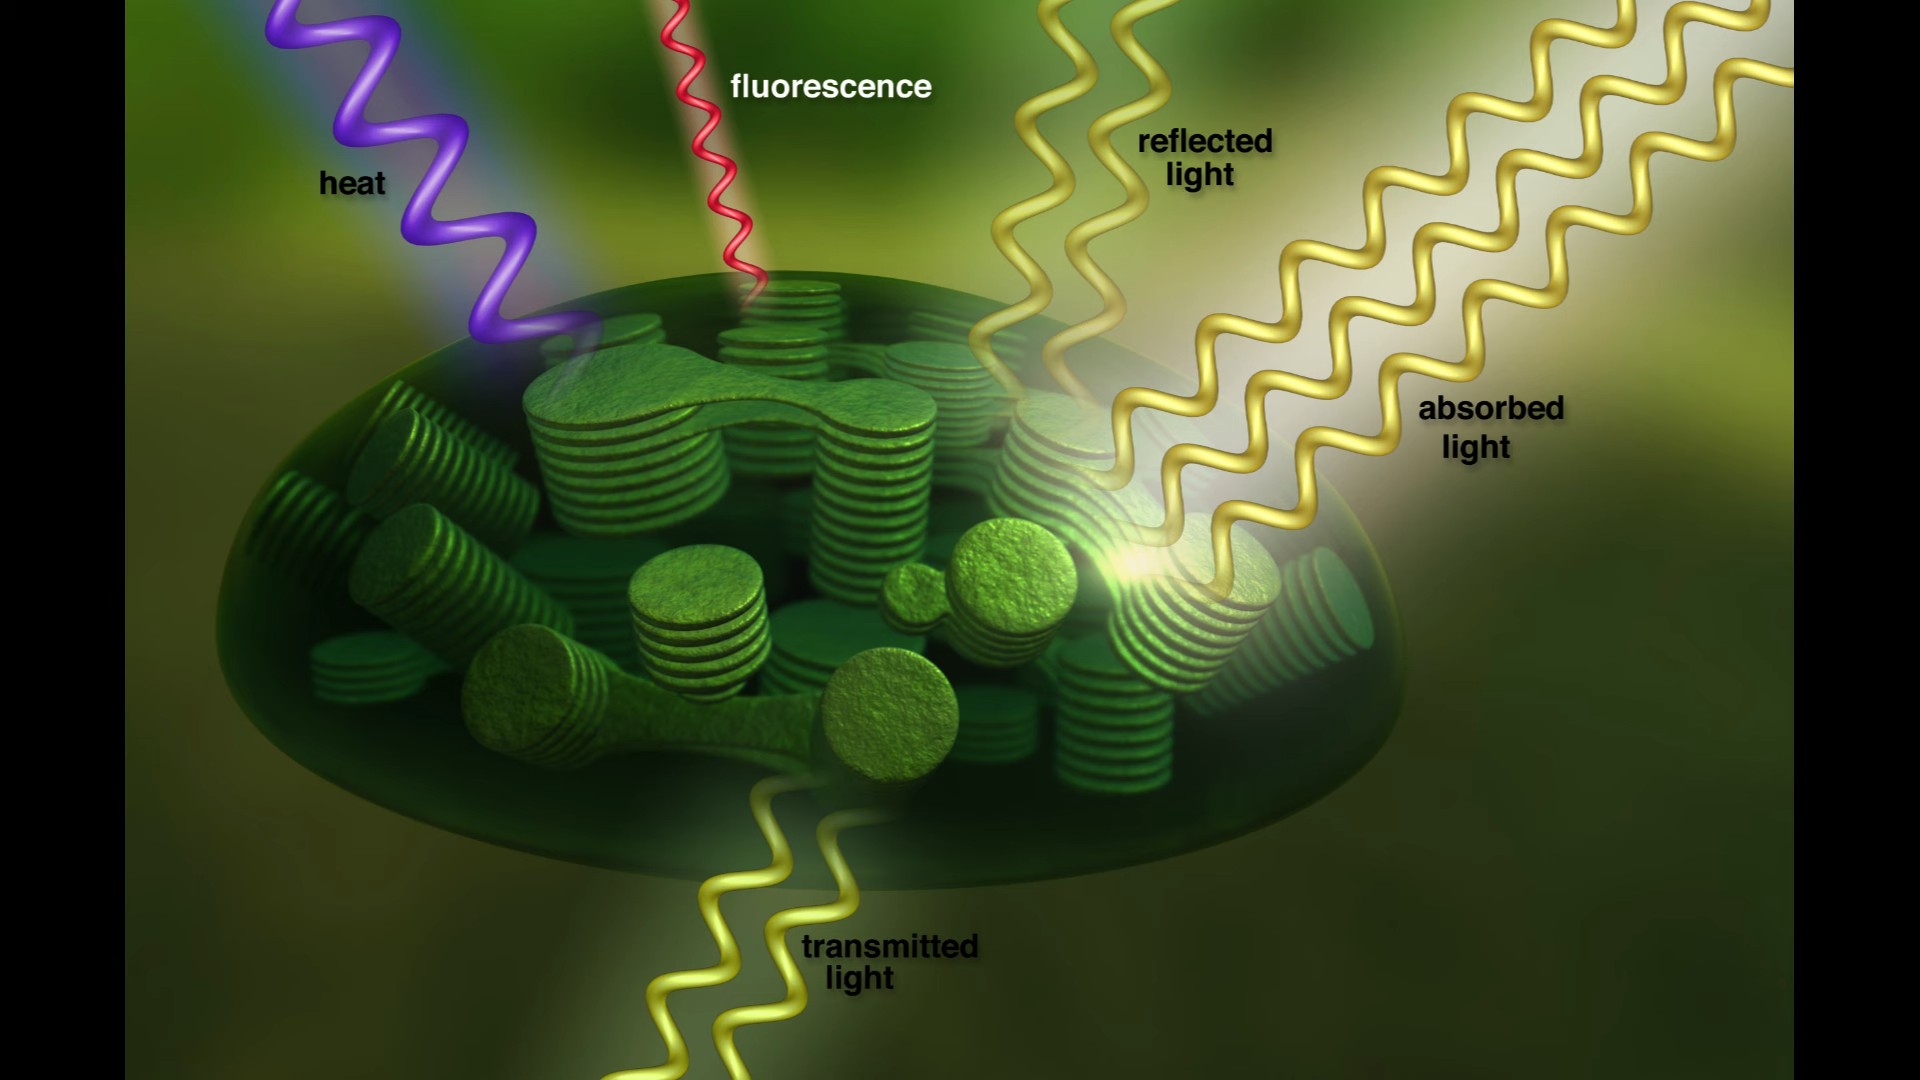 fluorescence
reflected
light
heat
absorbed
light
transmitted
light